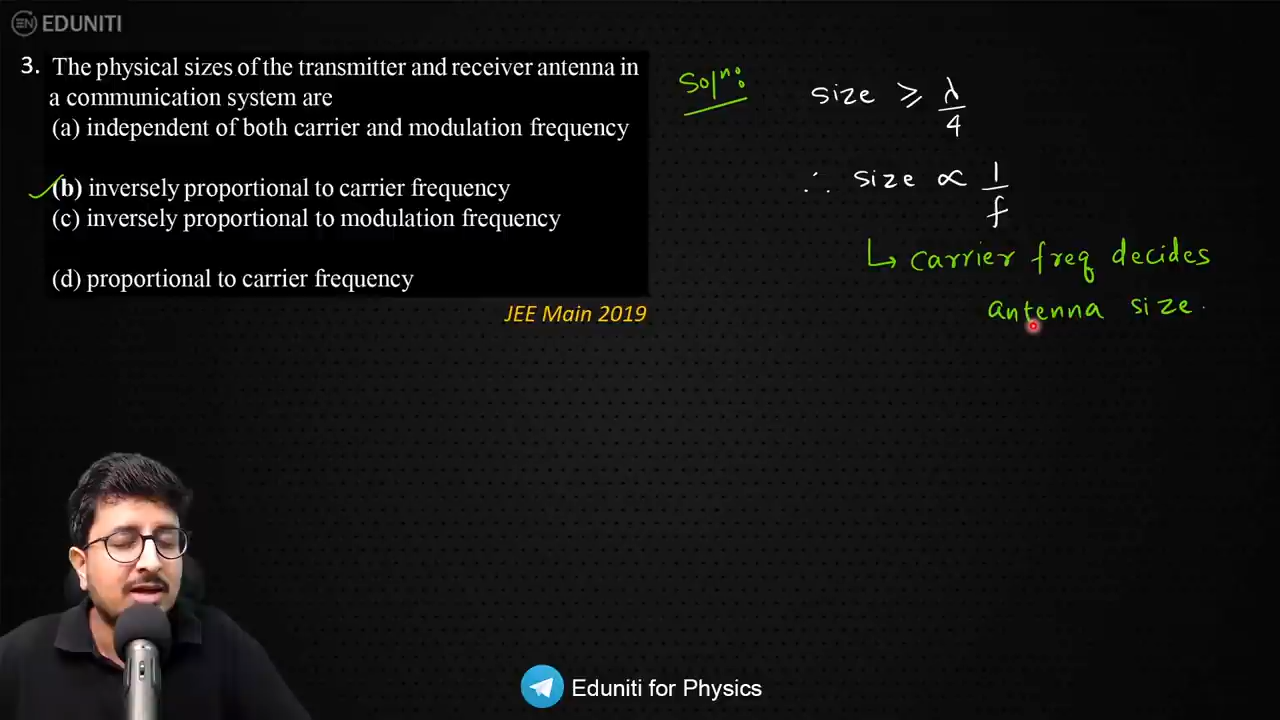 EDUNITI
3. The physical sizes of the transmitter and receiver antenna in
a communication system are
(a) independent of both carrier and modulation frequency
(b) inversely proportional to carrier frequency
(c) inversely proportional to modulation frequency
(d) proportional to carrier frequency
JEE Main 2019
Solⁿ:
size ≥ λ/4
∴ size ∝ 1/f
↳ carrier freq decides
antenna size.
Eduniti for Physics